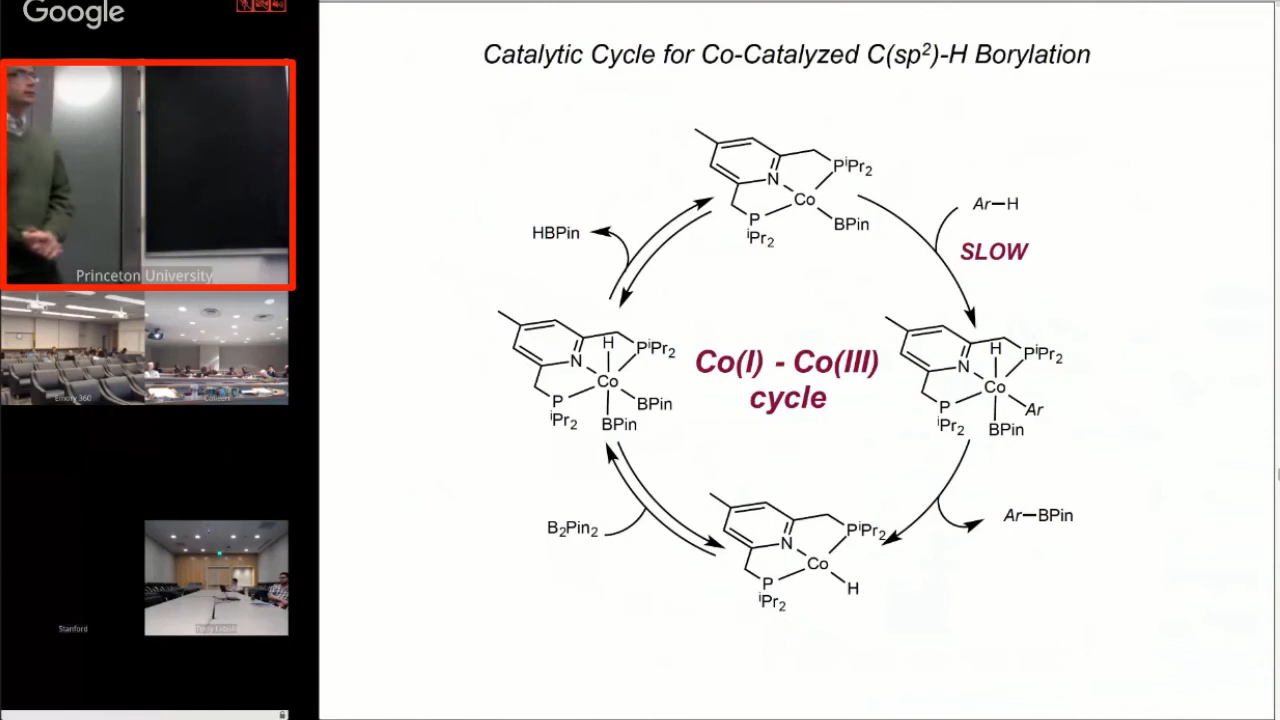 Google
Catalytic Cycle for Co-Catalyzed C(sp²)-H Borylation
PⁱPr₂
N
Co
P
ⁱPr₂
BPin
Ar–H
SLOW
HBPin
H
PⁱPr₂
N
Co
P
ⁱPr₂
BPin
BPin
Co(I) - Co(III)
cycle
H
PⁱPr₂
N
Co
P
ⁱPr₂
Ar
BPin
B₂Pin₂
Ar–BPin
PⁱPr₂
N
Co
P
ⁱPr₂
H
Princeton University
Emory 360
Stanford